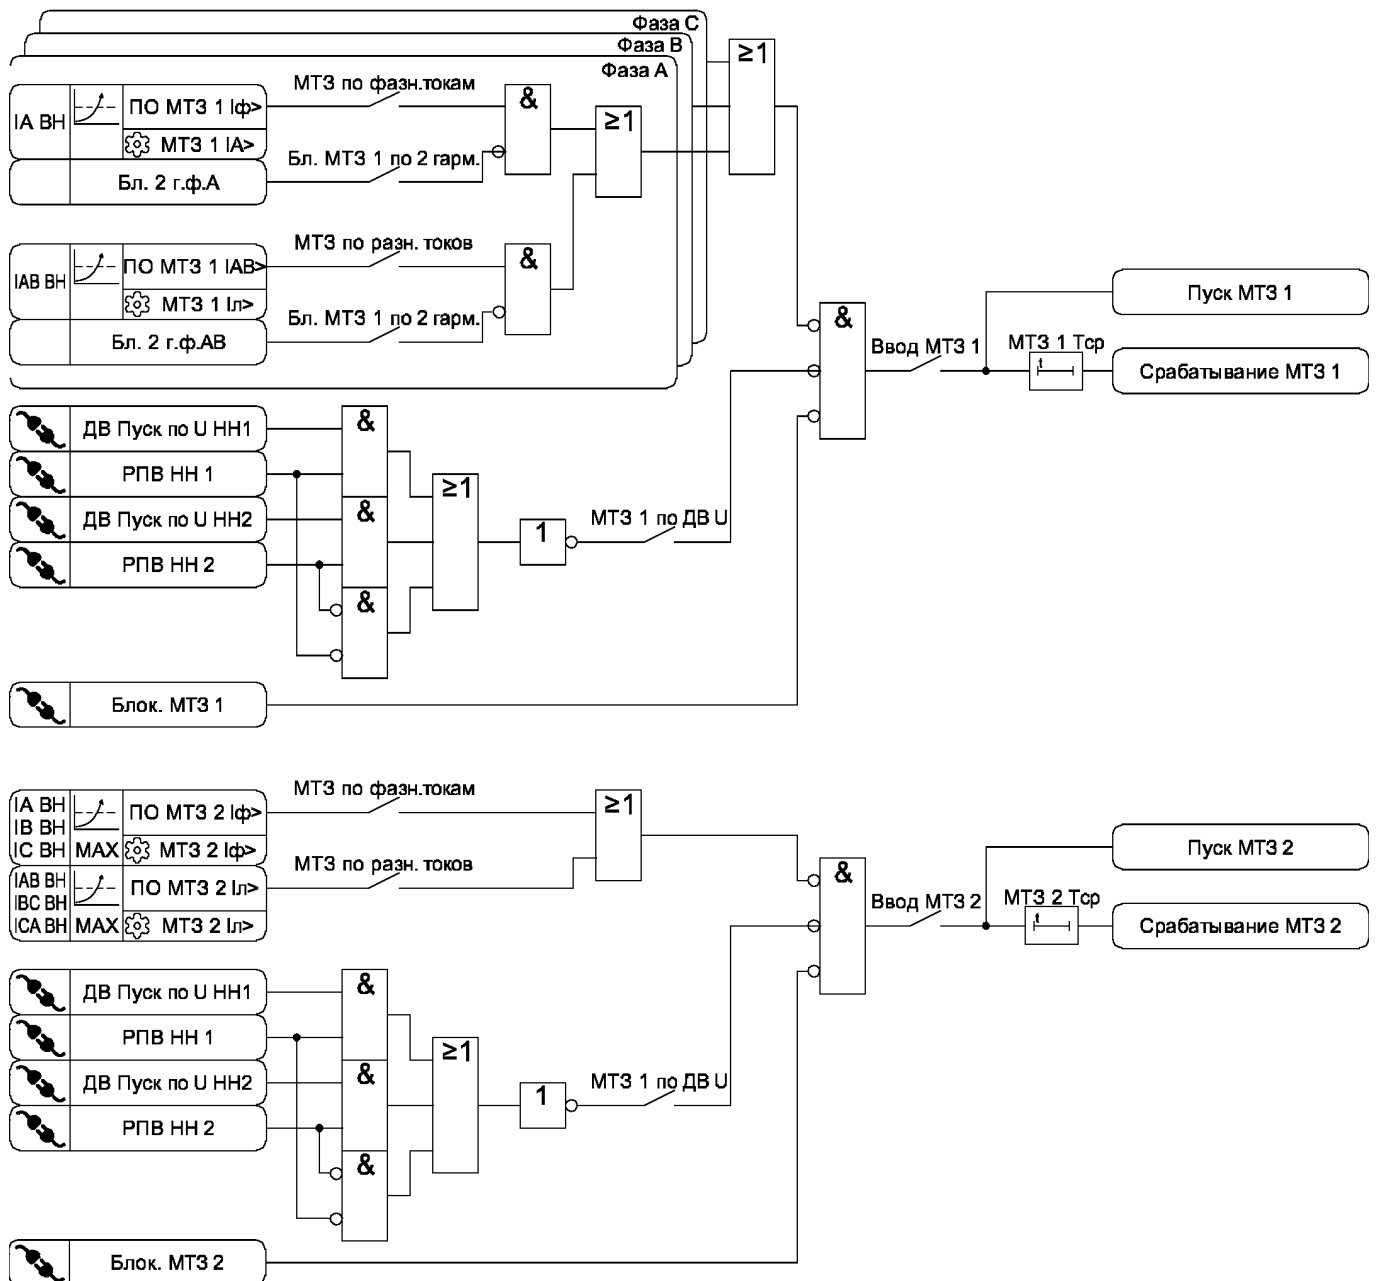 Фаза C
Фаза B
Фаза A
IA ВН
ПО МТЗ 1 Iф>
МТЗ 1 IA>
Бл. 2 г.ф.А
МТЗ по фазн.токам
Бл. МТЗ 1 по 2 гарм.
&
≥1
≥1
IAB ВН
ПО МТЗ 1 IAB>
МТЗ 1 Iл>
Бл. 2 г.ф.АВ
МТЗ по разн. токов
Бл. МТЗ 1 по 2 гарм.
&
&
Ввод МТЗ 1
МТЗ 1 Тср
t
Пуск МТЗ 1
Срабатывание МТЗ 1
ДВ Пуск по U НН1
РПВ НН 1
ДВ Пуск по U НН2
РПВ НН 2
&
&
&
≥1
1
МТЗ 1 по ДВ U
Блок. МТЗ 1
IA ВН
IB ВН
IC ВН
MAX
ПО МТЗ 2 Iф>
МТЗ 2 Iф>
IAB ВН
IBC ВН
ICA ВН
MAX
ПО МТЗ 2 Iл>
МТЗ 2 Iл>
МТЗ по фазн.токам
МТЗ по разн. токов
≥1
&
Ввод МТЗ 2
МТЗ 2 Тср
t
Пуск МТЗ 2
Срабатывание МТЗ 2
ДВ Пуск по U НН1
РПВ НН 1
ДВ Пуск по U НН2
РПВ НН 2
&
&
&
≥1
1
МТЗ 1 по ДВ U
Блок. МТЗ 2